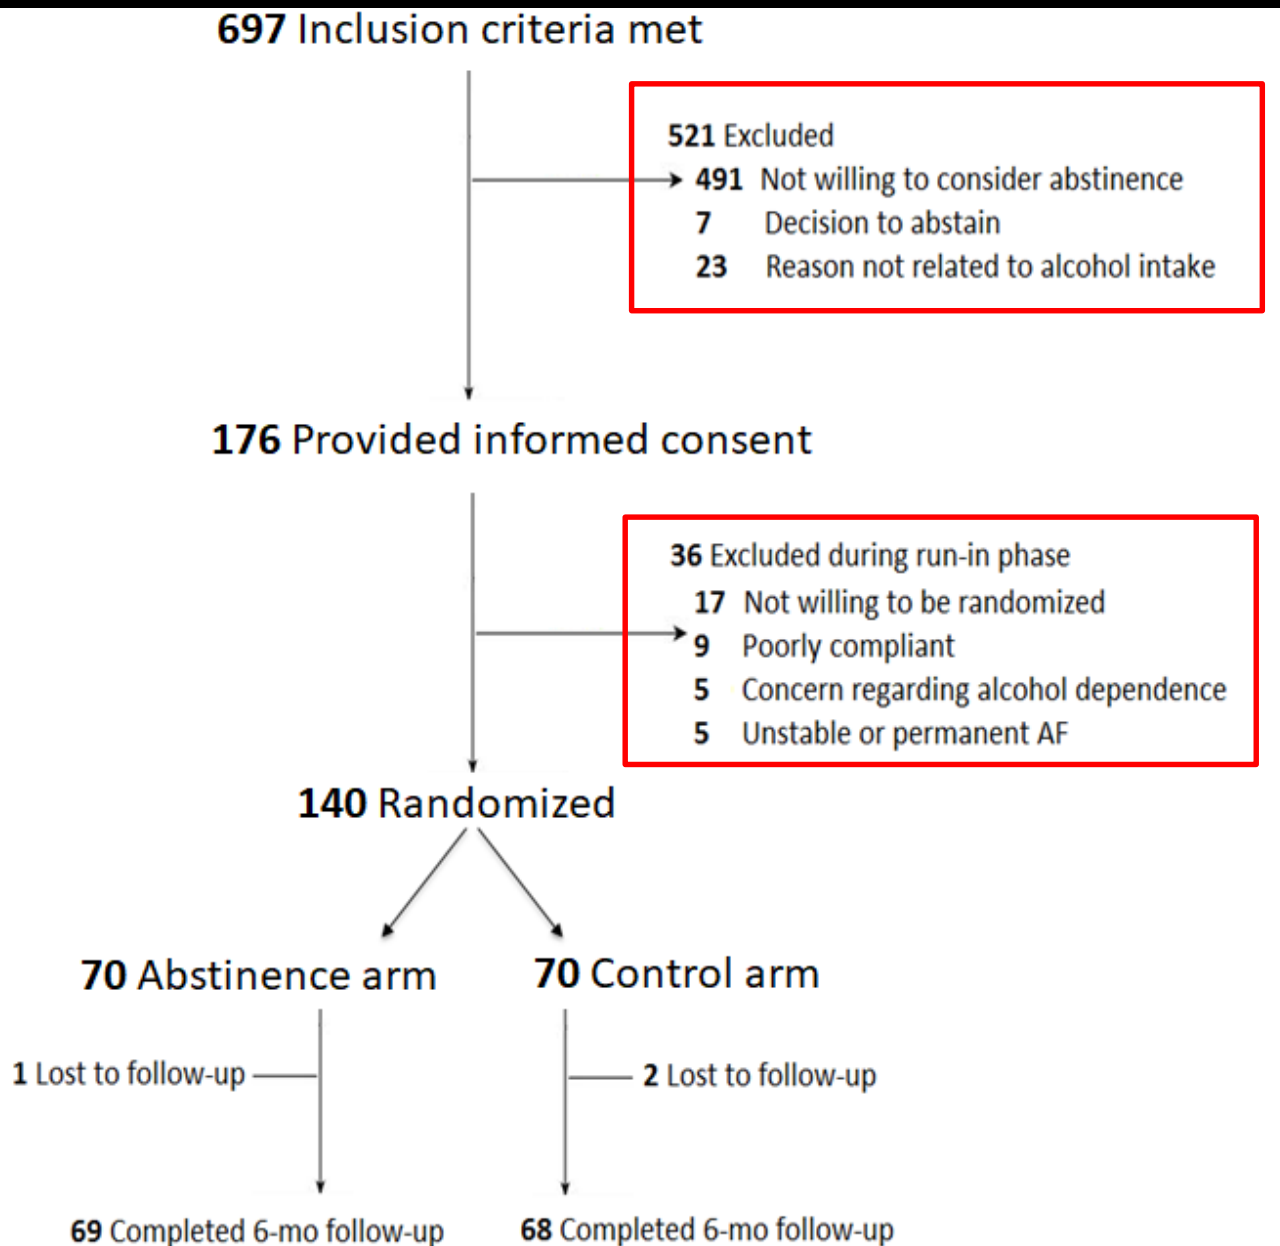 697 Inclusion criteria met
521 Excluded
491 Not willing to consider abstinence
7 Decision to abstain
23 Reason not related to alcohol intake
176 Provided informed consent
36 Excluded during run-in phase
17 Not willing to be randomized
9 Poorly compliant
5 Concern regarding alcohol dependence
5 Unstable or permanent AF
140 Randomized
70 Abstinence arm
70 Control arm
1 Lost to follow-up
2 Lost to follow-up
69 Completed 6-mo follow-up
68 Completed 6-mo follow-up